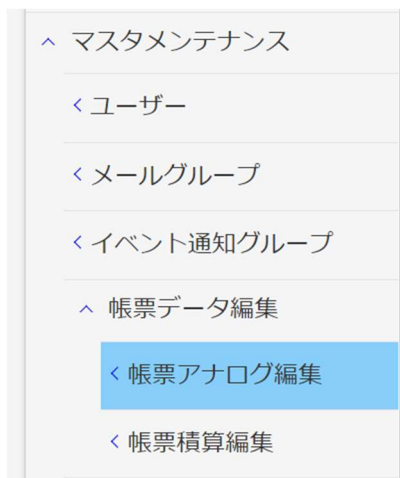 マスタメンテナンス
ユーザー
メールグループ
イベント通知グループ
帳票データ編集
帳票アナログ編集
帳票積算編集